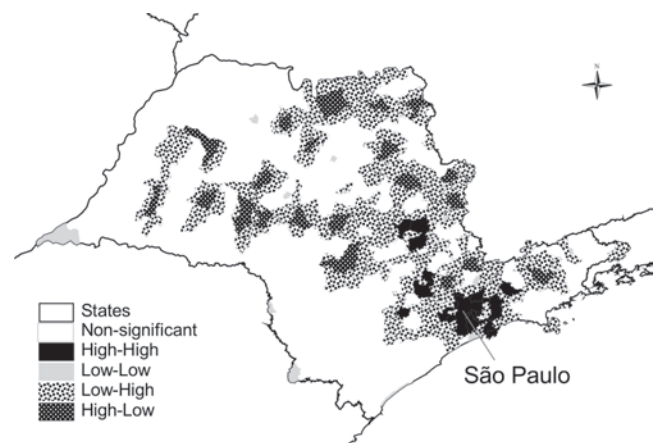 N
States
Non-significant
High-High
Low-Low
Low-High
High-Low
São Paulo